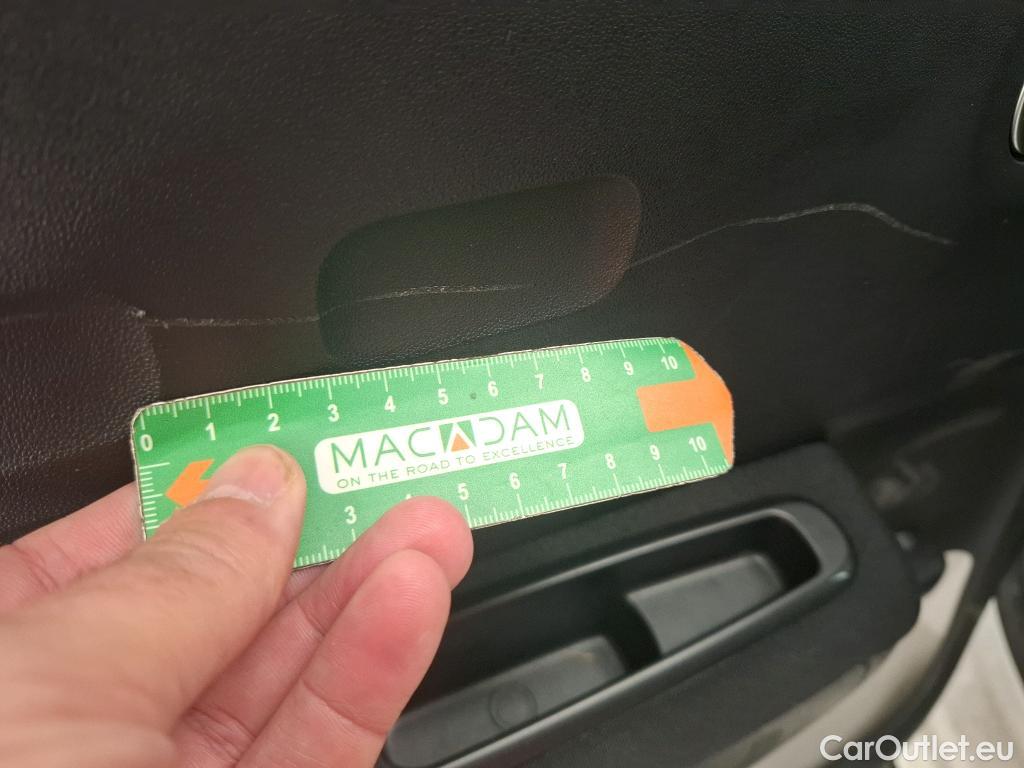 0 1 2 3 4 5 6 7 8 9 10
MACADAM
ON THE ROAD TO EXCELLENCE
3 4 5 6 7 8 9 10
CarOutlet.eu